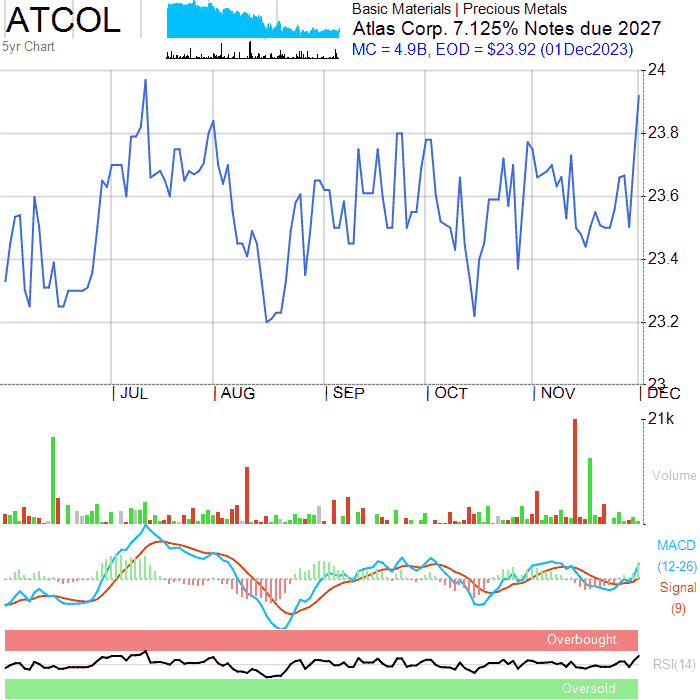 ATCOL
5yr Chart
Basic Materials | Precious Metals
Atlas Corp. 7.125% Notes due 2027
MC = 4.9B, EOD = $23.92 (01Dec2023)
24
23.8
23.6
23.4
23.2
23
JUL AUG SEP OCT NOV DEC
21k
Volume
MACD
(12-26)
Signal
(9)
Overbought
RSI(14)
Oversold